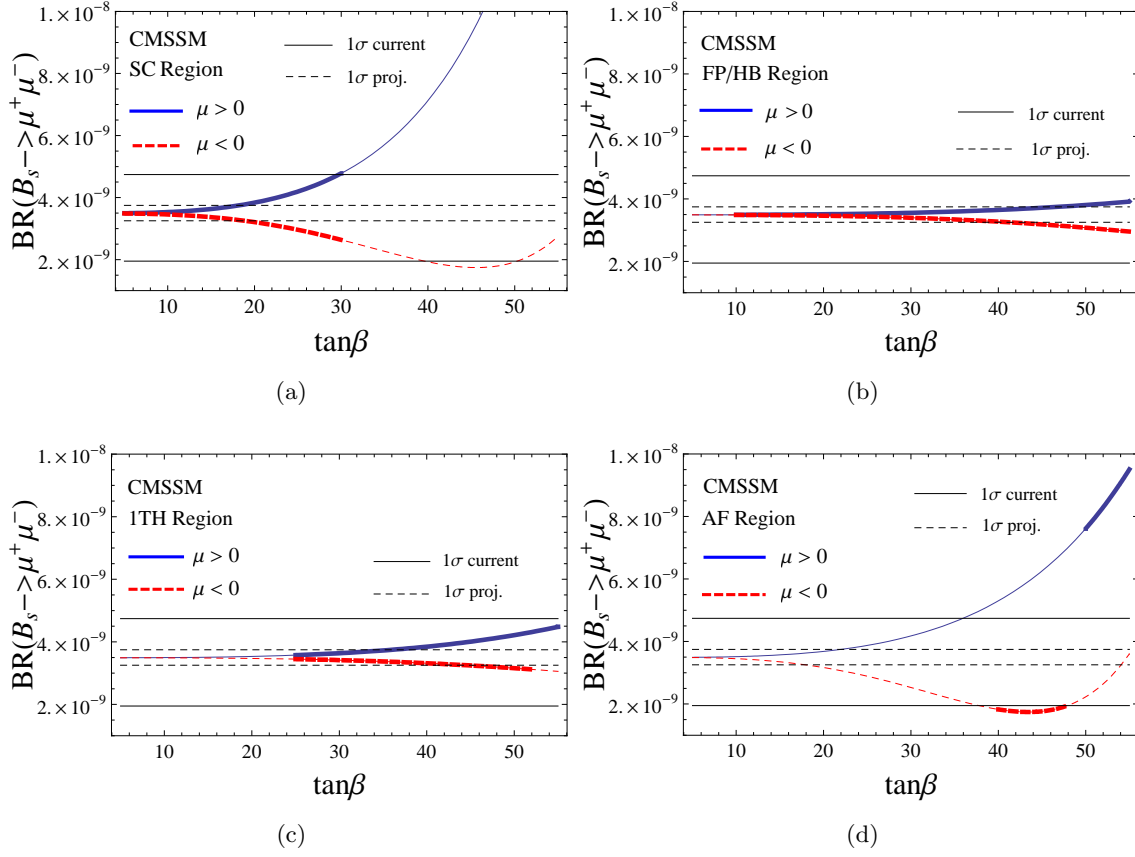 1.×10⁻⁸
8.×10⁻⁹
6.×10⁻⁹
4.×10⁻⁹
2.×10⁻⁹
BR(B_s−>μ⁺μ⁻)
CMSSM
SC Region
1σ current
1σ proj.
μ > 0
μ < 0
10 20 30 40 50
tanβ
(a)
1.×10⁻⁸
8.×10⁻⁹
6.×10⁻⁹
4.×10⁻⁹
2.×10⁻⁹
BR(B_s−>μ⁺μ⁻)
CMSSM
FP/HB Region
μ > 0
μ < 0
1σ current
1σ proj.
10 20 30 40 50
tanβ
(b)
1.×10⁻⁸
8.×10⁻⁹
6.×10⁻⁹
4.×10⁻⁹
2.×10⁻⁹
BR(B_s−>μ⁺μ⁻)
CMSSM
1TH Region
μ > 0
μ < 0
1σ current
1σ proj.
10 20 30 40 50
tanβ
(c)
1.×10⁻⁸
8.×10⁻⁹
6.×10⁻⁹
4.×10⁻⁹
2.×10⁻⁹
BR(B_s−>μ⁺μ⁻)
CMSSM
AF Region
1σ current
1σ proj.
μ > 0
μ < 0
10 20 30 40 50
tanβ
(d)